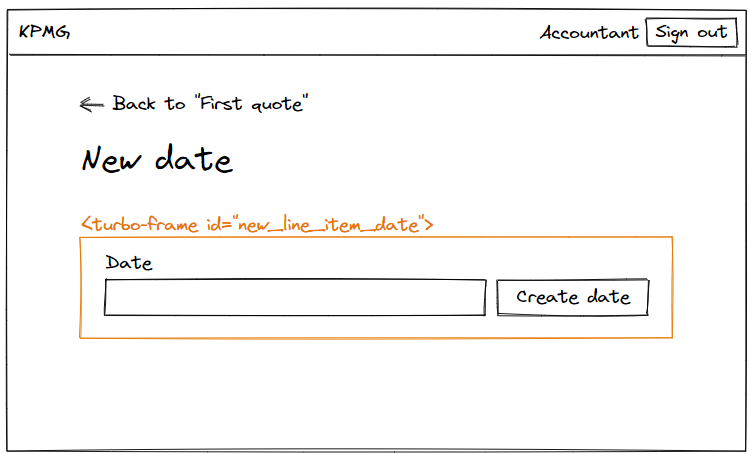 KPMG
Accountant Sign out
← Back to "First quote"
New date
<turbo-frame id="new_line_item_date">
Date
Create date